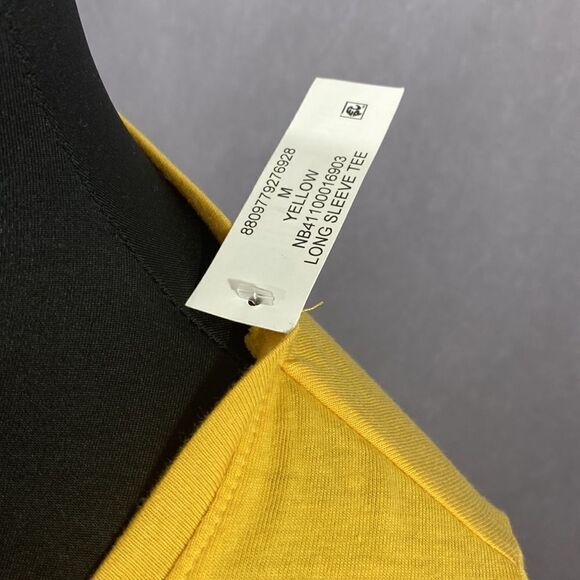 8809779276928
M
YELLOW
NB41100016903
LONG SLEEVE TEE